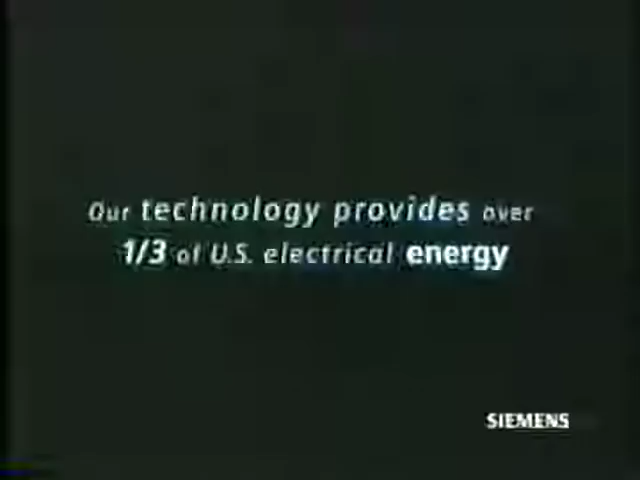 Our technology provides over
1/3 of U.S. electrical energy
SIEMENS